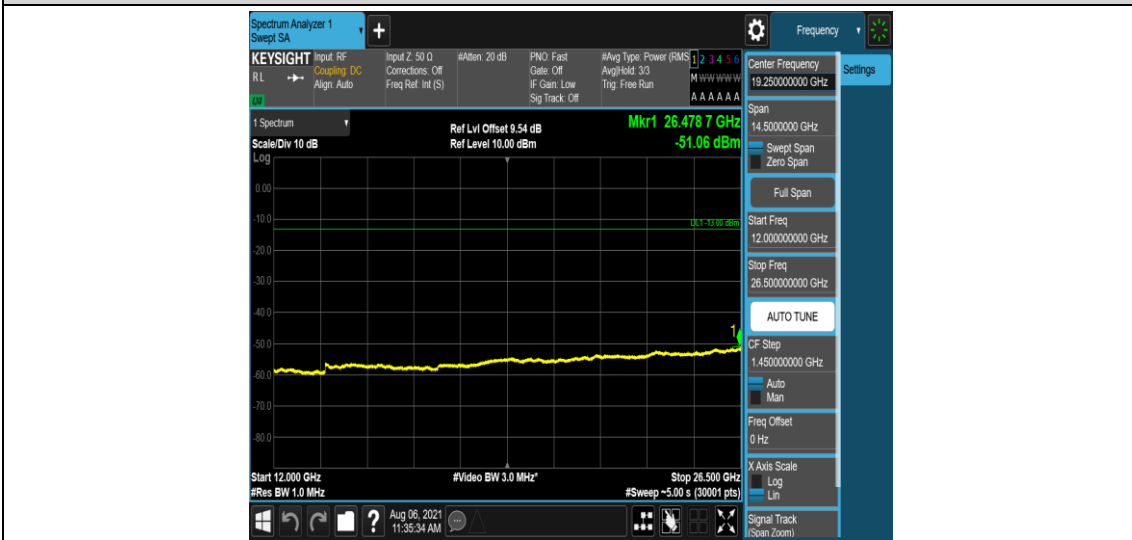 Spectrum Analyzer 1
Swept SA
+
Frequency
KEYSIGHT
RL
LXI
Input: RF
Coupling: DC
Align: Auto
Input Z: 50 Ω
Corrections: Off
Freq Ref: Int (S)
#Atten: 20 dB
PNO: Fast
Gate: Off
IF Gain: Low
Sig Track: Off
#Avg Type: Power (RMS
Avg|Hold: 3/3
Trig: Free Run
1 2 3 4 5 6
M W W W W W
A A A A A A
Center Frequency
19.250000000 GHz
Settings
Span
14.5000000 GHz
Swept Span
Zero Span
Full Span
Start Freq
12.000000000 GHz
Stop Freq
26.500000000 GHz
AUTO TUNE
CF Step
1.450000000 GHz
Auto
Man
Freq Offset
0 Hz
X Axis Scale
Log
Lin
Signal Track
(Span Zoom)
1 Spectrum
Scale/Div 10 dB
Log
Ref Lvl Offset 9.54 dB
Ref Level 10.00 dBm
Mkr1 26.478 7 GHz
-51.06 dBm
0.00
-10.0
DL1 -13.00 dBm
-20.0
-30.0
-40.0
1
-50.0
-60.0
-70.0
-80.0
Start 12.000 GHz
#Video BW 3.0 MHz*
Stop 26.500 GHz
#Res BW 1.0 MHz
#Sweep ~5.00 s (30001 pts)
?
Aug 06, 2021
11:35:34 AM